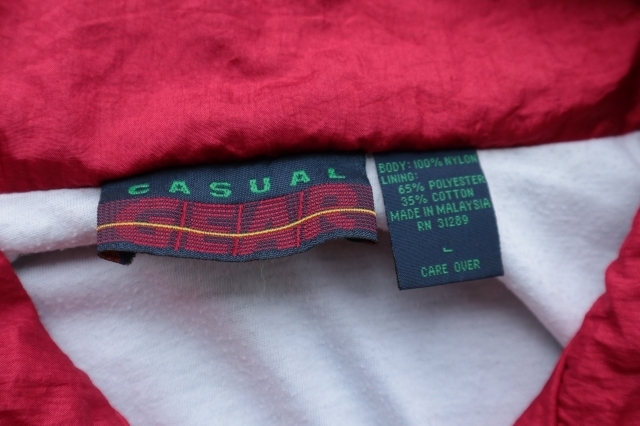 CASUAL
GEAR
BODY: 100% NYLON
LINING:
65% POLYESTER
35% COTTON
MADE IN MALAYSIA
RN 31289
L
CARE OVER